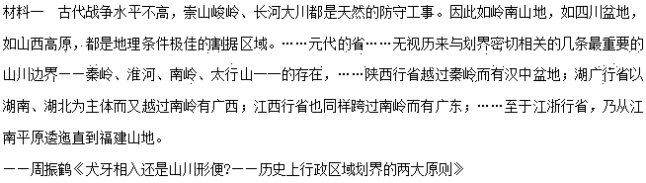 材料一　古代战争水平不高，崇山峻岭、长河大川都是天然的防守工事。因此如岭南山地，如四川盆地，
如山西高原，都是地理条件极佳的割据区域。……元代的省……无视历来与划界密切相关的几条最重要的
山川边界——秦岭、淮河、南岭、太行山——的存在，……陕西行省越过秦岭而有汉中盆地；湖广行省以
湖南、湖北为主体而又越过南岭有广西；江西行省也同样跨过南岭而有广东；……至于江浙行省，乃从江
南平原逶迤直到福建山地。
——周振鹤《犬牙相入还是山川形便?——历史上行政区域划界的两大原则》